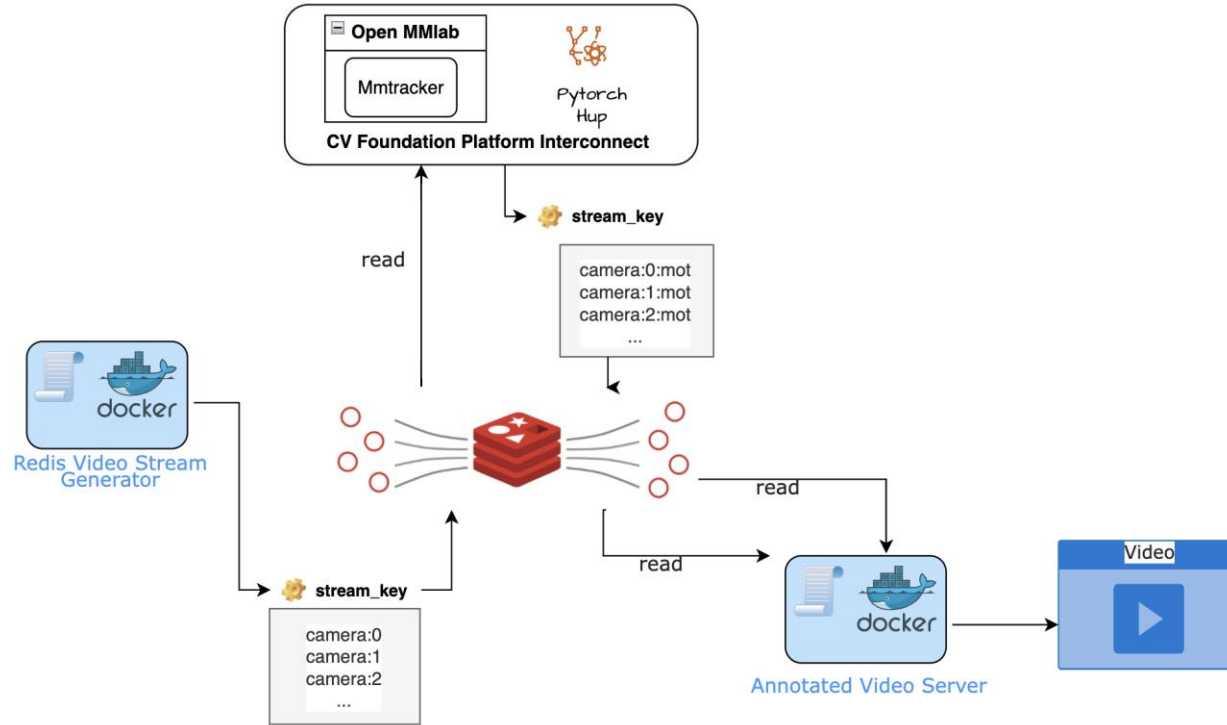 Open MMlab
Mmtracker
Pytorch
Hup
CV Foundation Platform Interconnect
stream_key
read
camera:0:mot
camera:1:mot
camera:2:mot
...
docker
Redis Video Stream
Generator
read
read
stream_key
camera:0
camera:1
camera:2
...
Video
docker
Annotated Video Server